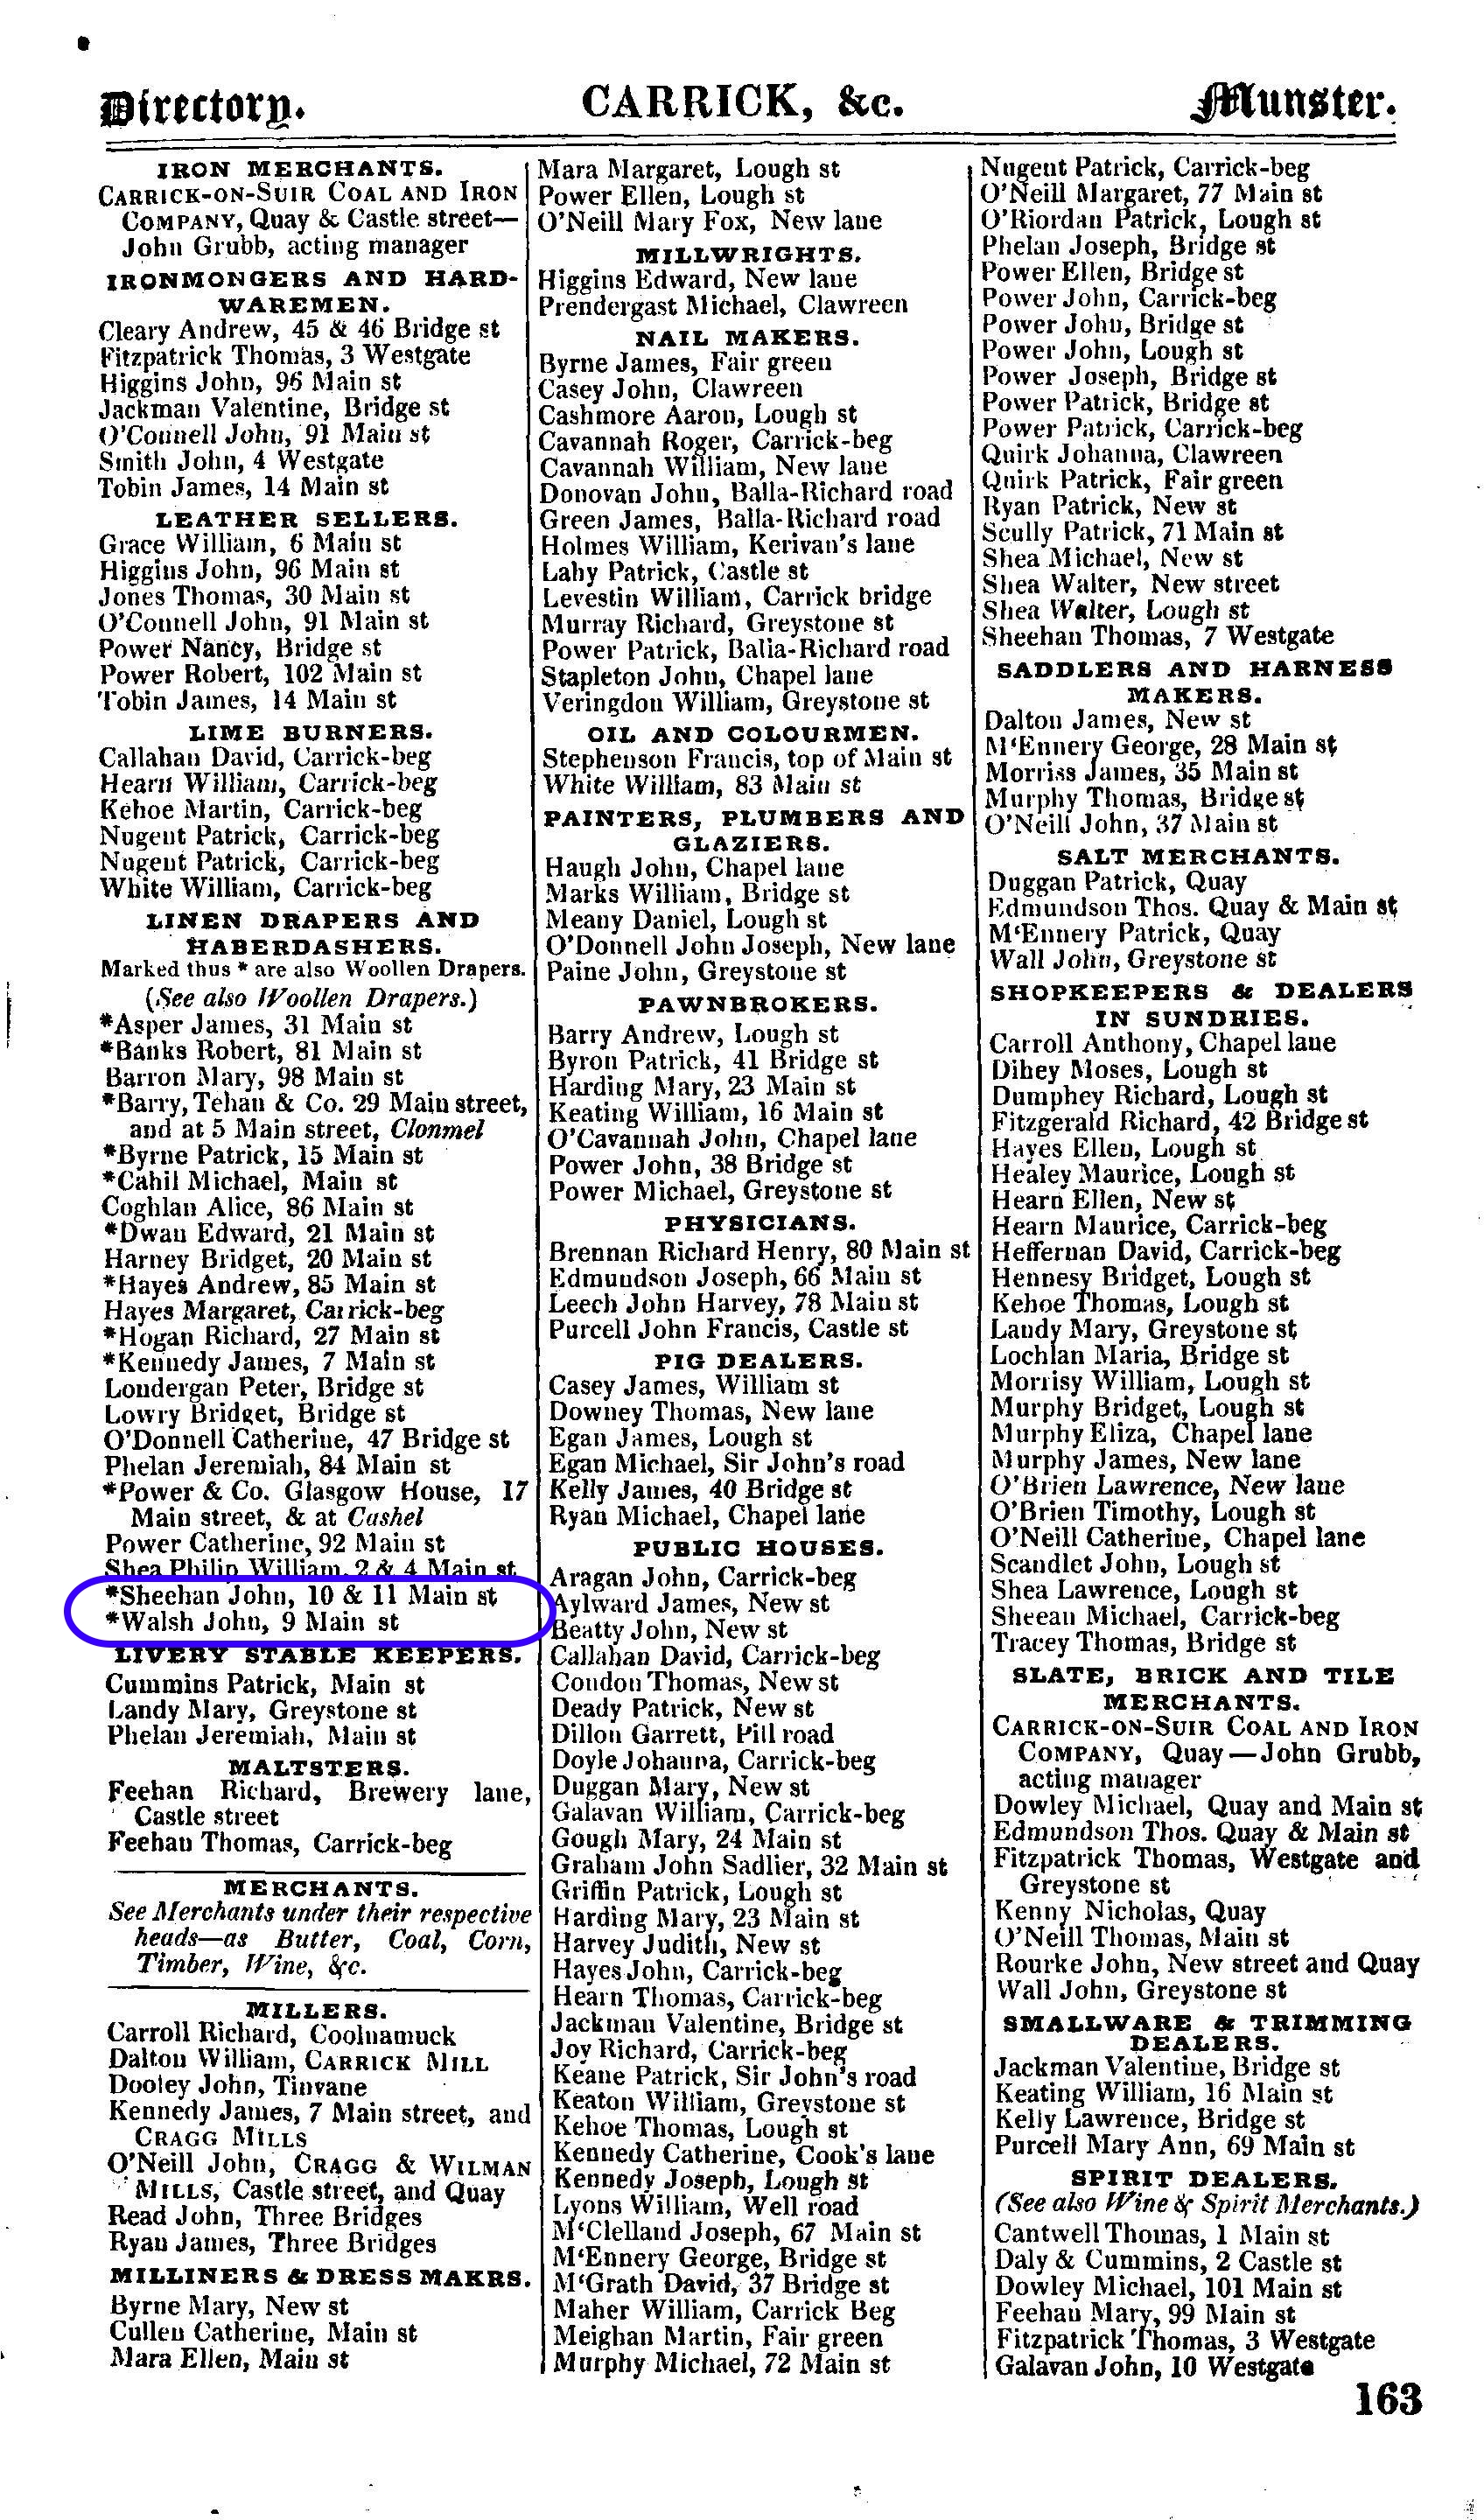 Directory.
CARRICK, &c.
Munster.
IRON MERCHANTS.
CARRICK-ON-SUIR COAL AND IRON
COMPANY, Quay & Castle street—
John Grubb, acting manager
IRONMONGERS AND HARD-
WAREMEN.
Cleary Andrew, 45 & 46 Bridge st
Fitzpatrick Thomas, 3 Westgate
Higgins John, 96 Main st
Jackman Valentine, Bridge st
O'Connell John, 91 Main st
Smith John, 4 Westgate
Tobin James, 14 Main st
LEATHER SELLERS.
Grace William, 6 Main st
Higgins John, 96 Main st
Jones Thomas, 30 Main st
O'Connell John, 91 Main st
Power Nancy, Bridge st
Power Robert, 102 Main st
Tobin James, 14 Main st
LIME BURNERS.
Callahan David, Carrick-beg
Hearn William, Carrick-beg
Kehoe Martin, Carrick-beg
Nugent Patrick, Carrick-beg
Nugent Patrick, Carrick-beg
White William, Carrick-beg
LINEN DRAPERS AND
HABERDASHERS.
Marked thus * are also Woollen Drapers.
(See also Woollen Drapers.)
*Asper James, 31 Main st
*Banks Robert, 81 Main st
Barron Mary, 98 Main st
*Barry, Tehan & Co. 29 Main street,
and at 5 Main street, Clonmel
*Byrne Patrick, 15 Main st
*Cahil Michael, Main st
Coghlan Alice, 86 Main st
*Dwan Edward, 21 Main st
Harney Bridget, 20 Main st
*Hayes Andrew, 85 Main st
Hayes Margaret, Carrick-beg
*Hogan Richard, 27 Main st
*Kennedy James, 7 Main st
Londergan Peter, Bridge st
Lowry Bridget, Bridge st
O'Donnell Catherine, 47 Bridge st
Phelan Jeremiah, 84 Main st
*Power & Co. Glasgow House, 17
Main street, & at Cashel
Power Catherine, 92 Main st
Shea Philip William, 2 & 4 Main st
*Sheehan John, 10 & 11 Main st
*Walsh John, 9 Main st
LIVERY STABLE KEEPERS.
Cummins Patrick, Main st
Landy Mary, Greystone st
Phelan Jeremiah, Main st
MALTSTERS.
Feehan Richard, Brewery lane,
Castle street
Feehan Thomas, Carrick-beg
MERCHANTS.
See Merchants under their respective
heads—as Butter, Coal, Corn,
Timber, Wine, &c.
MILLERS.
Carroll Richard, Coolnamuck
Dalton William, CARRICK MILL
Dooley John, Tinvane
Kennedy James, 7 Main street, and
CRAGG MILLS
O'Neill John, CRAGG & WILMAN
MILLS, Castle street, and Quay
Read John, Three Bridges
Ryan James, Three Bridges
MILLINERS & DRESS MAKRS.
Byrne Mary, New st
Cullen Catherine, Main st
Mara Ellen, Main st
Mara Margaret, Lough st
Power Ellen, Lough st
O'Neill Mary Fox, New lane
MILLWRIGHTS.
Higgins Edward, New lane
Prendergast Michael, Clawreen
NAIL MAKERS.
Byrne James, Fair green
Casey John, Clawreen
Cashmore Aaron, Lough st
Cavannah Roger, Carrick-beg
Cavannah William, New lane
Donovan John, Balla-Richard road
Green James, Balla-Richard road
Holmes William, Kerivan's lane
Lahy Patrick, Castle st
Levestin William, Carrick bridge
Murray Richard, Greystone st
Power Patrick, Balla-Richard road
Stapleton John, Chapel lane
Veringdon William, Greystone st
OIL AND COLOURMEN.
Stephenson Francis, top of Main st
White William, 83 Main st
PAINTERS, PLUMBERS AND
GLAZIERS.
Haugh John, Chapel lane
Marks William, Bridge st
Meany Daniel, Lough st
O'Donnell John Joseph, New lane
Paine John, Greystone st
PAWNBROKERS.
Barry Andrew, Lough st
Byron Patrick, 41 Bridge st
Harding Mary, 23 Main st
Keating William, 16 Main st
O'Cavannah John, Chapel lane
Power John, 38 Bridge st
Power Michael, Greystone st
PHYSICIANS.
Brennan Richard Henry, 80 Main st
Edmundson Joseph, 66 Main st
Leech John Harvey, 78 Main st
Purcell John Francis, Castle st
PIG DEALERS.
Casey James, William st
Downey Thomas, New lane
Egan James, Lough st
Egan Michael, Sir John's road
Kelly James, 40 Bridge st
Ryan Michael, Chapel lane
PUBLIC HOUSES.
Aragan John, Carrick-beg
Aylward James, New st
Beatty John, New st
Callahan David, Carrick-beg
Condon Thomas, New st
Deady Patrick, New st
Dillon Garrett, Pill road
Doyle Johanna, Carrick-beg
Duggan Mary, New st
Galavan William, Carrick-beg
Gough Mary, 24 Main st
Graham John Sadlier, 32 Main st
Griffin Patrick, Lough st
Harding Mary, 23 Main st
Harvey Judith, New st
Hayes John, Carrick-beg
Hearn Thomas, Carrick-beg
Jackman Valentine, Bridge st
Joy Richard, Carrick-beg
Keane Patrick, Sir John's road
Keaton William, Greystone st
Kehoe Thomas, Lough st
Kennedy Catherine, Cook's lane
Kennedy Joseph, Lough st
Lyons William, Well road
M'Clelland Joseph, 67 Main st
M'Ennery George, Bridge st
M'Grath David, 37 Bridge st
Maher William, Carrick Beg
Meighan Martin, Fair green
Murphy Michael, 72 Main st
Nugent Patrick, Carrick-beg
O'Neill Margaret, 77 Main st
O'Riordan Patrick, Lough st
Phelan Joseph, Bridge st
Power Ellen, Bridge st
Power John, Carrick-beg
Power John, Bridge st
Power John, Lough st
Power Joseph, Bridge st
Power Patrick, Bridge st
Power Patrick, Carrick-beg
Quirk Johanna, Clawreen
Quirk Patrick, Fair green
Ryan Patrick, New st
Scully Patrick, 71 Main st
Shea Michael, New st
Shea Walter, New street
Shea Walter, Lough st
Sheehan Thomas, 7 Westgate
SADDLERS AND HARNESS
MAKERS.
Dalton James, New st
M'Ennery George, 28 Main st
Morriss James, 35 Main st
Murphy Thomas, Bridge st
O'Neill John, 37 Main st
SALT MERCHANTS.
Duggan Patrick, Quay
Edmundson Thos. Quay & Main st
M'Ennery Patrick, Quay
Wall John, Greystone st
SHOPKEEPERS & DEALERS
IN SUNDRIES.
Carroll Anthony, Chapel lane
Dihey Moses, Lough st
Dumphey Richard, Lough st
Fitzgerald Richard, 42 Bridge st
Hayes Ellen, Lough st
Healey Maurice, Lough st
Hearn Ellen, New st
Hearn Maurice, Carrick-beg
Heffernan David, Carrick-beg
Hennesy Bridget, Lough st
Kehoe Thomas, Lough st
Landy Mary, Greystone st
Lochlan Maria, Bridge st
Morrisy William, Lough st
Murphy Bridget, Lough st
Murphy Eliza, Chapel lane
Murphy James, New lane
O'Brien Lawrence, New lane
O'Brien Timothy, Lough st
O'Neill Catherine, Chapel lane
Scandlet John, Lough st
Shea Lawrence, Lough st
Sheean Michael, Carrick-beg
Tracey Thomas, Bridge st
SLATE, BRICK AND TILE
MERCHANTS.
CARRICK-ON-SUIR COAL AND IRON
COMPANY, Quay—John Grubb,
acting manager
Dowley Michael, Quay and Main st
Edmundson Thos. Quay & Main st
Fitzpatrick Thomas, Westgate and
Greystone st
Kenny Nicholas, Quay
O'Neill Thomas, Main st
Rourke John, New street and Quay
Wall John, Greystone st
SMALLWARE & TRIMMING
DEALERS.
Jackman Valentine, Bridge st
Keating William, 16 Main st
Kelly Lawrence, Bridge st
Purcell Mary Ann, 69 Main st
SPIRIT DEALERS.
(See also Wine & Spirit Merchants.)
Cantwell Thomas, 1 Main st
Daly & Cummins, 2 Castle st
Dowley Michael, 101 Main st
Feehan Mary, 99 Main st
Fitzpatrick Thomas, 3 Westgate
Galavan John, 10 Westgate
163